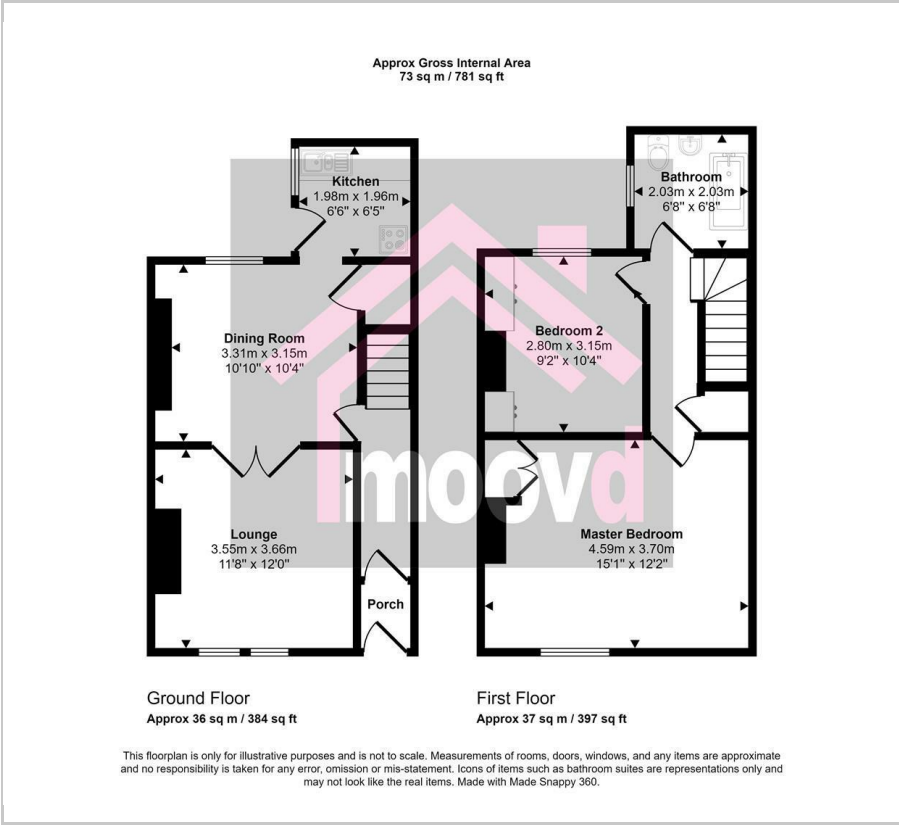 Approx Gross Internal Area
73 sq m / 781 sq ft
Kitchen
1.98m x 1.96m
6'6" x 6'5"
Dining Room
3.31m x 3.15m
10'10" x 10'4"
Lounge
3.55m x 3.66m
11'8" x 12'0"
Porch
Bathroom
2.03m x 2.03m
6'8" x 6'8"
Bedroom 2
2.80m x 3.15m
9'2" x 10'4"
Master Bedroom
4.59m x 3.70m
15'1" x 12'2"
moovd
Ground Floor
Approx 36 sq m / 384 sq ft
First Floor
Approx 37 sq m / 397 sq ft
This floorplan is only for illustrative purposes and is not to scale. Measurements of rooms, doors, windows, and any items are approximate
and no responsibility is taken for any error, omission or mis-statement. Icons of items such as bathroom suites are representations only and
may not look like the real items. Made with Made Snappy 360.